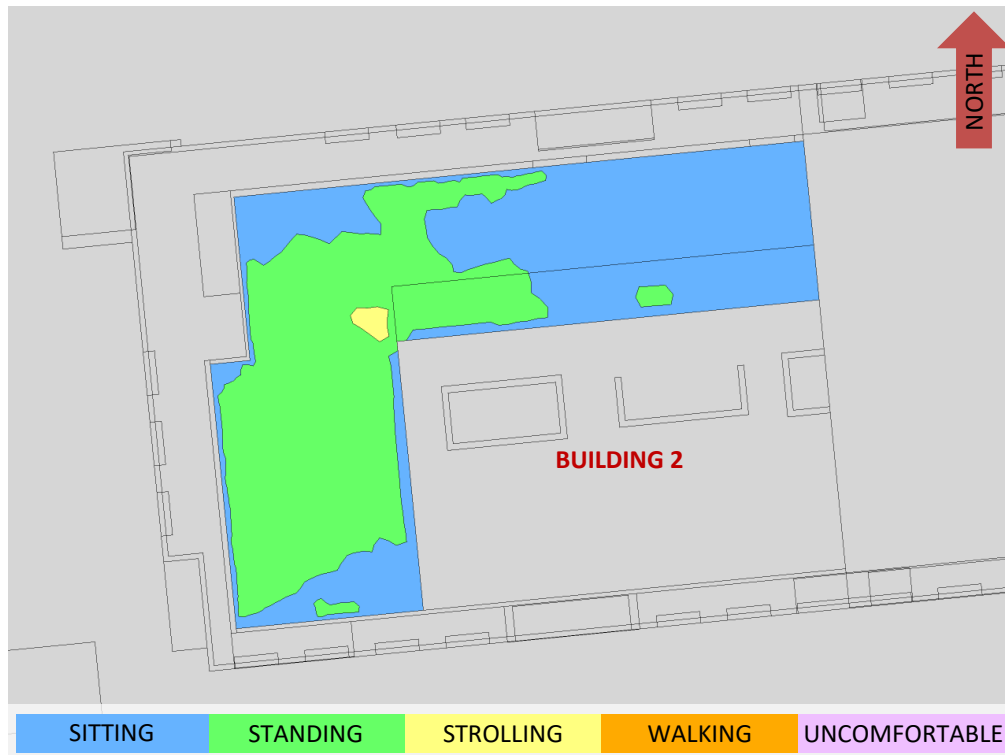 NORTH
BUILDING 2
SITTING
STANDING
STROLLING
WALKING
UNCOMFORTABLE